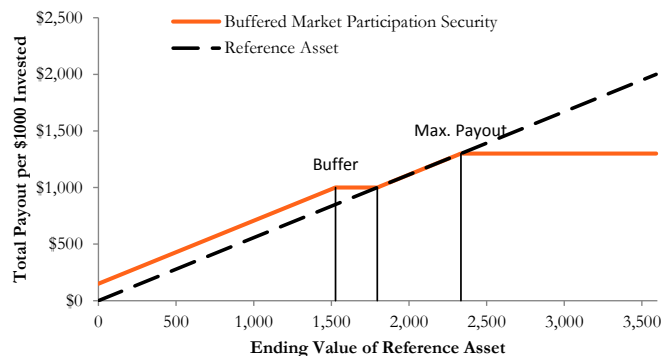 $2,500
Buffered Market Participation Security
Reference Asset
$2,000
$1,500
Max. Payout
Buffer
$1,000
$500
$0
Total Payout per $1000 Invested
0 500 1,000 1,500 2,000 2,500 3,000 3,500
Ending Value of Reference Asset